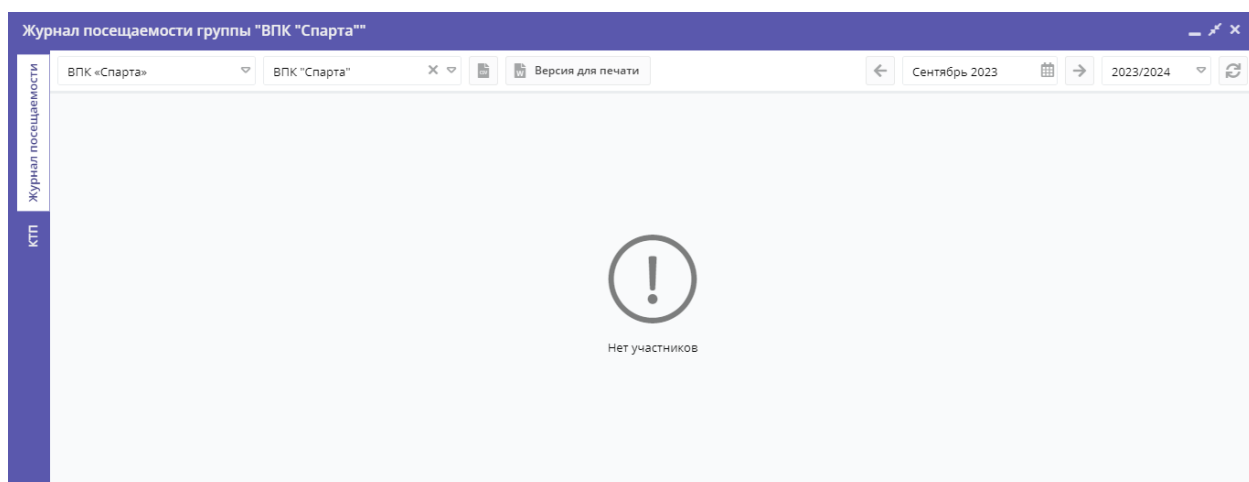 Журнал посещаемости группы "ВПК "Спарта""
Журнал посещаемости
КТП
ВПК «Спарта»
ВПК "Спарта"
CSV
W
Версия для печати
Сентябрь 2023
2023/2024
Нет участников